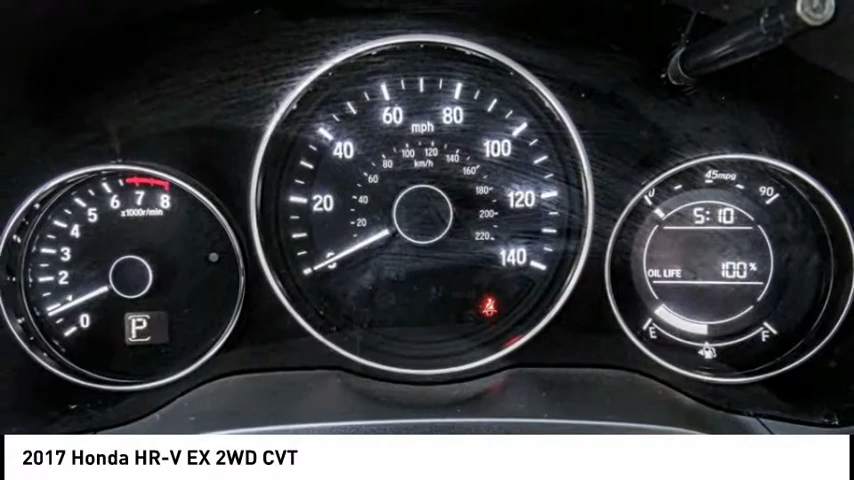 0 2 3 4 5 6 7 8
x1000r/min
P
0 20 40 60 80 100 120 140
mph
20 40 60 80 100 120 140 160 180 200 220
km/h
45mpg
90
5:10
OIL LIFE 100%
E F
2017 Honda HR-V EX 2WD CVT